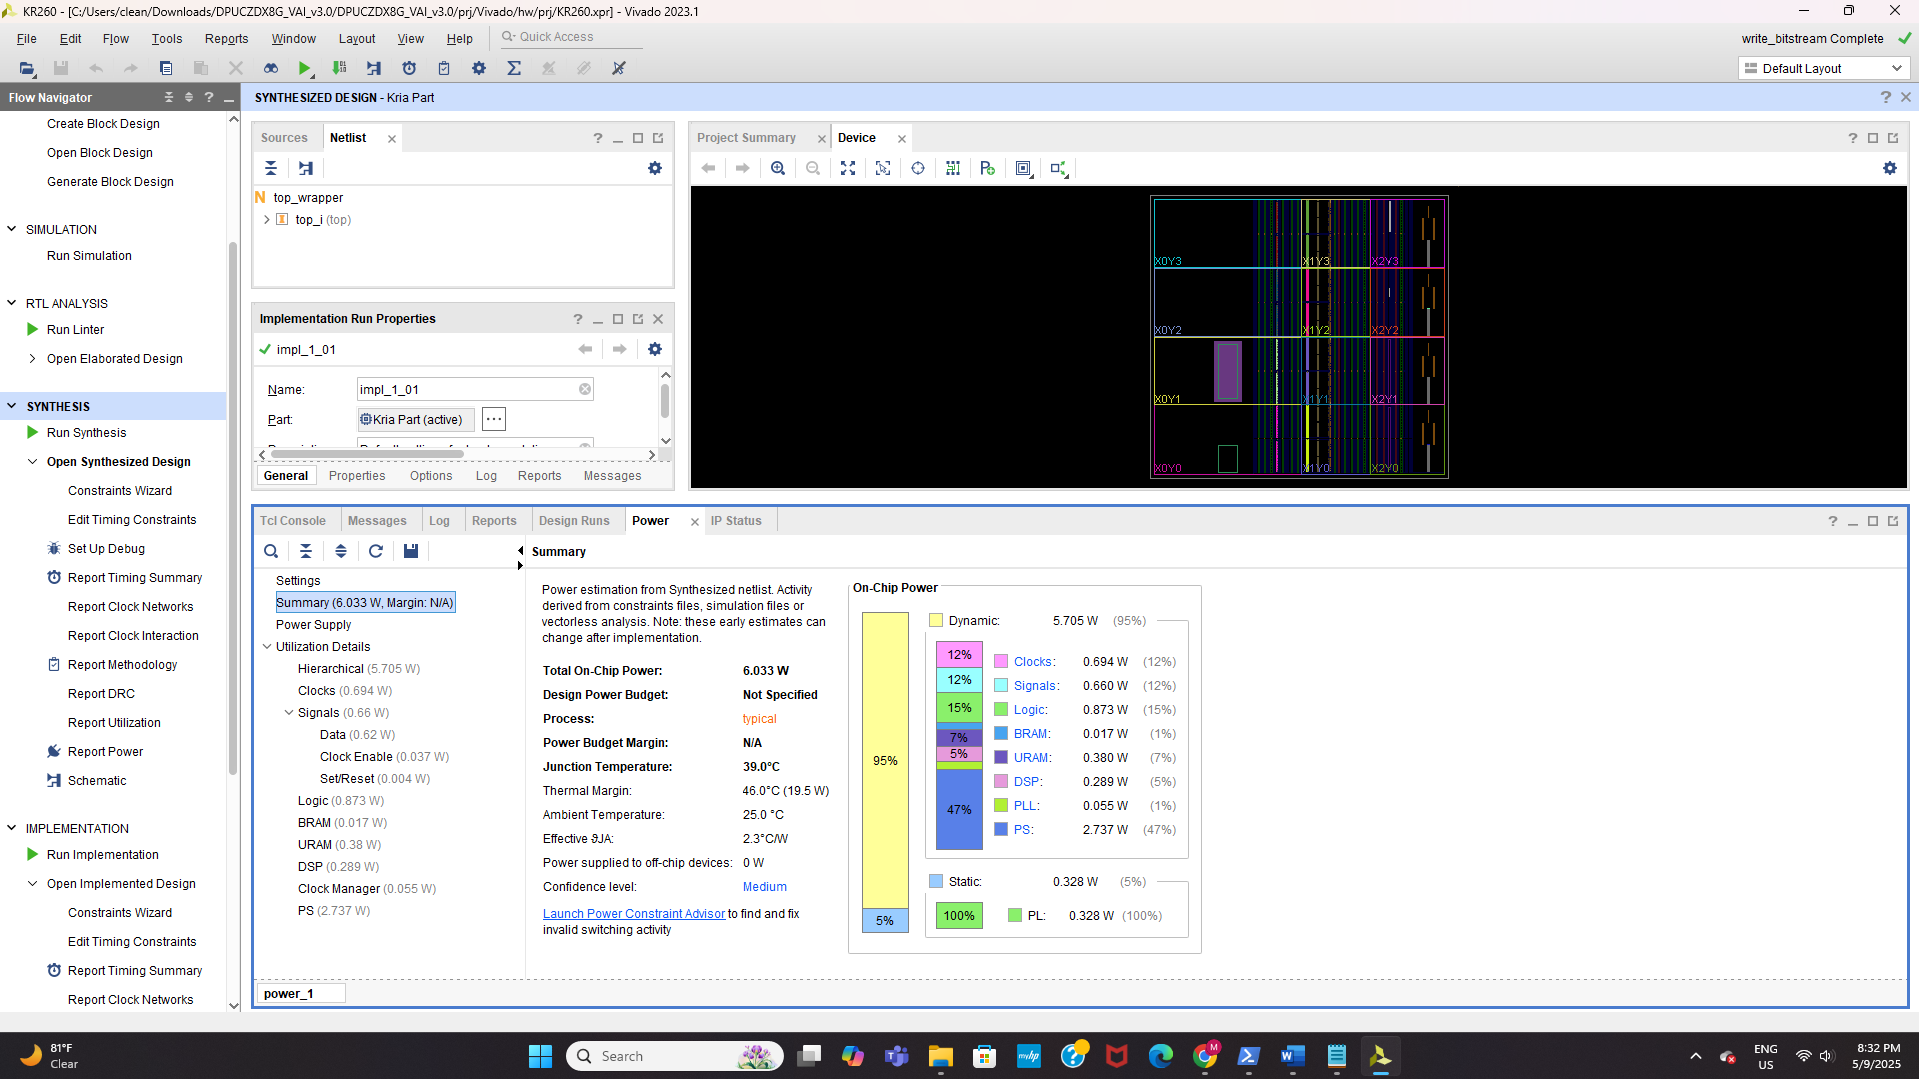 KR260 - [C:/Users/clean/Downloads/DPUCZDX8G_VAI_v3.0/DPUCZDX8G_VAI_v3.0/prj/Vivado/hw/prj/KR260.xpr] - Vivado 2023.1
File Edit Flow Tools Reports Window Layout View Help Quick Access
write_bitstream Complete
Default Layout
Flow Navigator
Create Block Design
Open Block Design
Generate Block Design
SIMULATION
Run Simulation
RTL ANALYSIS
Run Linter
Open Elaborated Design
SYNTHESIS
Run Synthesis
Open Synthesized Design
Constraints Wizard
Edit Timing Constraints
Set Up Debug
Report Timing Summary
Report Clock Networks
Report Clock Interaction
Report Methodology
Report DRC
Report Utilization
Report Power
Schematic
IMPLEMENTATION
Run Implementation
Open Implemented Design
Constraints Wizard
Edit Timing Constraints
Report Timing Summary
Report Clock Networks
SYNTHESIZED DESIGN - Kria Part
Sources Netlist
top_wrapper
top_i (top)
Implementation Run Properties
impl_1_01
Name: impl_1_01
Part: Kria Part (active)
General Properties Options Log Reports Messages
Project Summary Device
X0Y3 X1Y3 X2Y3
X0Y2 X1Y2 X2Y2
X0Y1 X1Y1 X2Y1
X0Y0 X1Y0 X2Y0
Tcl Console Messages Log Reports Design Runs Power IP Status
Settings
Summary (6.033 W, Margin: N/A)
Power Supply
Utilization Details
Hierarchical (5.705 W)
Clocks (0.694 W)
Signals (0.66 W)
Data (0.62 W)
Clock Enable (0.037 W)
Set/Reset (0.004 W)
Logic (0.873 W)
BRAM (0.017 W)
URAM (0.38 W)
DSP (0.289 W)
Clock Manager (0.055 W)
PS (2.737 W)
Summary
Power estimation from Synthesized netlist. Activity
derived from constraints files, simulation files or
vectorless analysis. Note: these early estimates can
change after implementation.
Total On-Chip Power: 6.033 W
Design Power Budget: Not Specified
Process: typical
Power Budget Margin: N/A
Junction Temperature: 39.0°C
Thermal Margin: 46.0°C (19.5 W)
Ambient Temperature: 25.0 °C
Effective ϑJA: 2.3°C/W
Power supplied to off-chip devices: 0 W
Confidence level: Medium
Launch Power Constraint Advisor to find and fix
invalid switching activity
On-Chip Power
95%
5%
Dynamic: 5.705 W (95%)
12% Clocks: 0.694 W (12%)
12% Signals: 0.660 W (12%)
15% Logic: 0.873 W (15%)
BRAM: 0.017 W (1%)
7% URAM: 0.380 W (7%)
5% DSP: 0.289 W (5%)
PLL: 0.055 W (1%)
47% PS: 2.737 W (47%)
Static: 0.328 W (5%)
100% PL: 0.328 W (100%)
power_1
81°F
Clear
Search
myhp
M
ENG
US
8:32 PM
5/9/2025